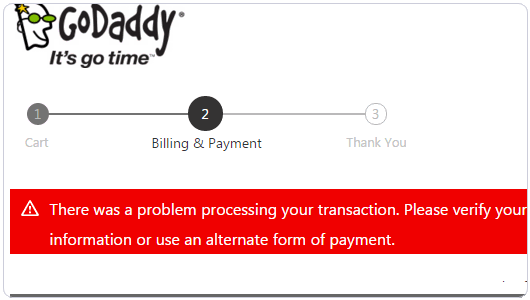 GoDaddy®
It's go time™
1
2
3
Cart
Billing & Payment
Thank You
There was a problem processing your transaction. Please verify your
information or use an alternate form of payment.